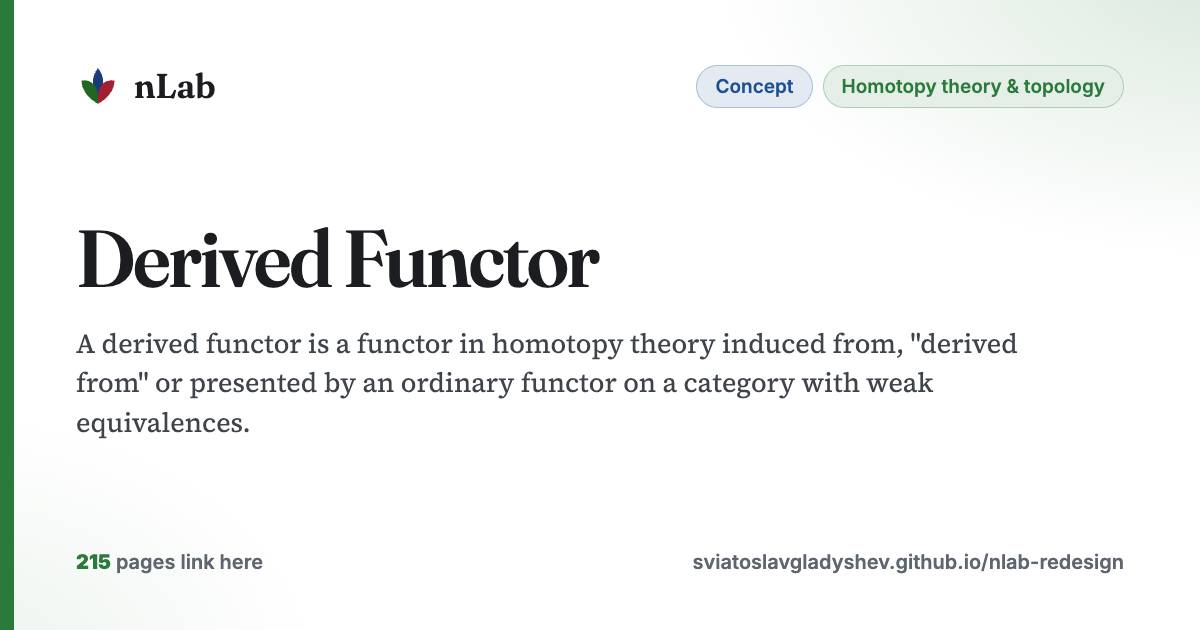 nLab
Concept
Homotopy theory & topology
Derived Functor
A derived functor is a functor in homotopy theory induced from, "derived
from" or presented by an ordinary functor on a category with weak
equivalences.
215 pages link here
sviatoslavgladyshev.github.io/nlab-redesign